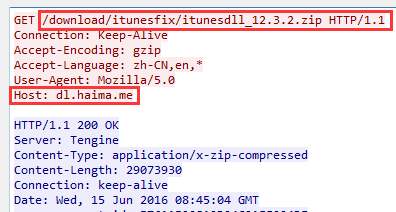 GET /download/itunesfix/itunesdll_12.3.2.zip HTTP/1.1
Connection: Keep-Alive
Accept-Encoding: gzip
Accept-Language: zh-CN,en,*
User-Agent: Mozilla/5.0
Host: dl.haima.me

HTTP/1.1 200 OK
Server: Tengine
Content-Type: application/x-zip-compressed
Content-Length: 29073930
Connection: keep-alive
Date: Wed, 15 Jun 2016 08:45:04 GMT